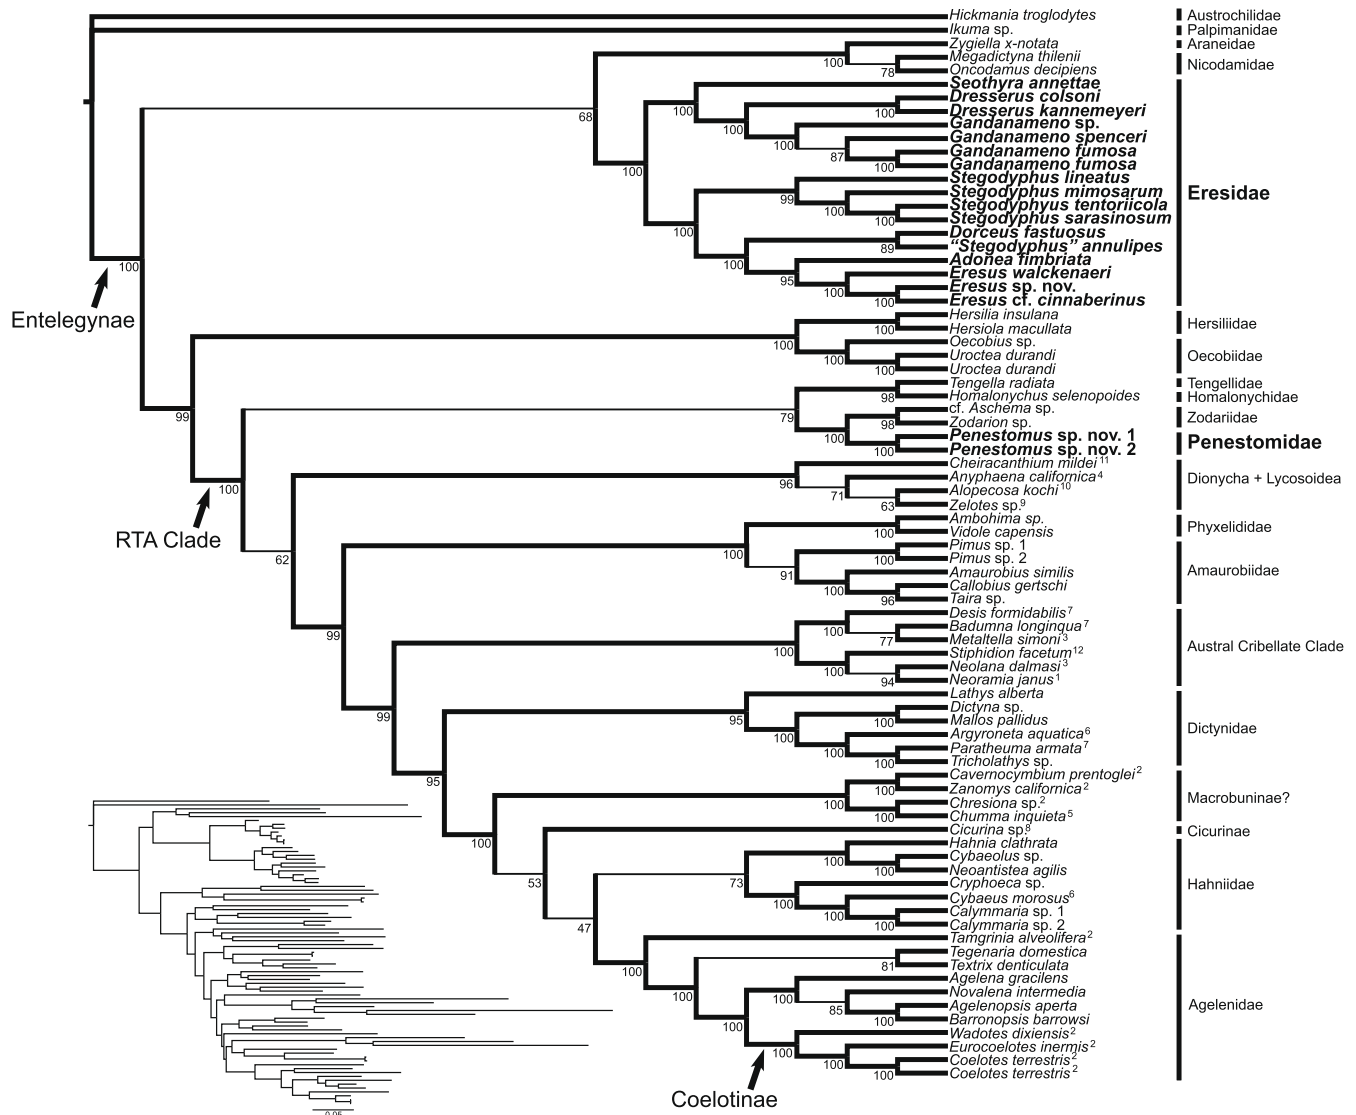 Hickmania troglodytes
Austrochilidae
Ikuma sp.
Palpimanidae
Zygiella x-notata
Araneidae
Megadictyna thilenii
100
Nicodamidae
Oncodamus decipiens
78
Seothyra annettae
Dresserus colsoni
100
Dresserus kannemeyeri
100
68
Gandanameno sp.
100
Gandanameno spenceri
100
Gandanameno fumosa
87
Gandanameno fumosa
100
100
Stegodyphus lineatus
Stegodyphus mimosarum
99
Eresidae
Stegodyphyus tentoriicola
100
Stegodyphus sarasinosum
100
Dorceus fastuosus
100
"Stegodyphus" annulipes
89
Adonea fimbriata
100
Eresus walckenaeri
95
Eresus sp. nov.
100
Eresus cf. cinnaberinus
100
100
Entelegynae
Hersilia insulana
Hersiliidae
Hersiola macullata
100
Oecobius sp.
100
Uroctea durandi
100
Oecobiidae
Uroctea durandi
100
Tengella radiata
Tengellidae
Homalonychus selenopoides
98
Homalonychidae
99
cf. Aschema sp.
79
Zodariidae
Zodarion sp.
98
Penestomus sp. nov. 1
100
Penestomidae
Penestomus sp. nov. 2
100
Cheiracanthium mildei 11
Anyphaena californica 4
96
Dionycha + Lycosoidea
100
Alopecosa kochi 10
71
Zelotes sp. 9
63
RTA Clade
Ambohima sp.
Phyxelididae
Vidole capensis
100
62
Pimus sp. 1
100
Pimus sp. 2
100
Amaurobiidae
Amaurobius similis
91
Callobius gertschi
100
Taira sp.
96
Desis formidabilis 7
99
Badumna longinqua 7
100
Metaltella simoni 3
77
Austral Cribellate Clade
100
Stiphidion facetum 12
Neolana dalmasi 3
100
Neoramia janus 1
94
Lathys alberta
99
Dictyna sp.
95
Mallos pallidus
100
Dictynidae
Argyroneta aquatica 6
100
Paratheuma armata 7
100
Tricholathys sp.
100
95
Cavernocymbium prentoglei 2
Zanomys californica 2
100
Macrobuninae?
Chresiona sp. 2
100
Chumma inquieta 5
100
Cicurina sp. 8
Cicurinae
100
Hahnia clathrata
Cybaeolus sp.
100
Neoantistea agilis
100
53
73
Hahniidae
Cryphoeca sp.
Cybaeus morosus 6
100
Calymmaria sp. 1
100
Calymmaria sp. 2
100
47
Tamgrinia alveolifera 2
Tegenaria domestica
Textrix denticulata
81
100
Agelena gracilens
100
Novalena intermedia
100
Agelenopsis aperta
85
Agelenidae
Barronopsis barrowsi
100
100
Wadotes dixiensis 2
Eurocoelotes inermis 2
100
Coelotes terrestris 2
100
Coelotes terrestris 2
100
Coelotinae
0.05